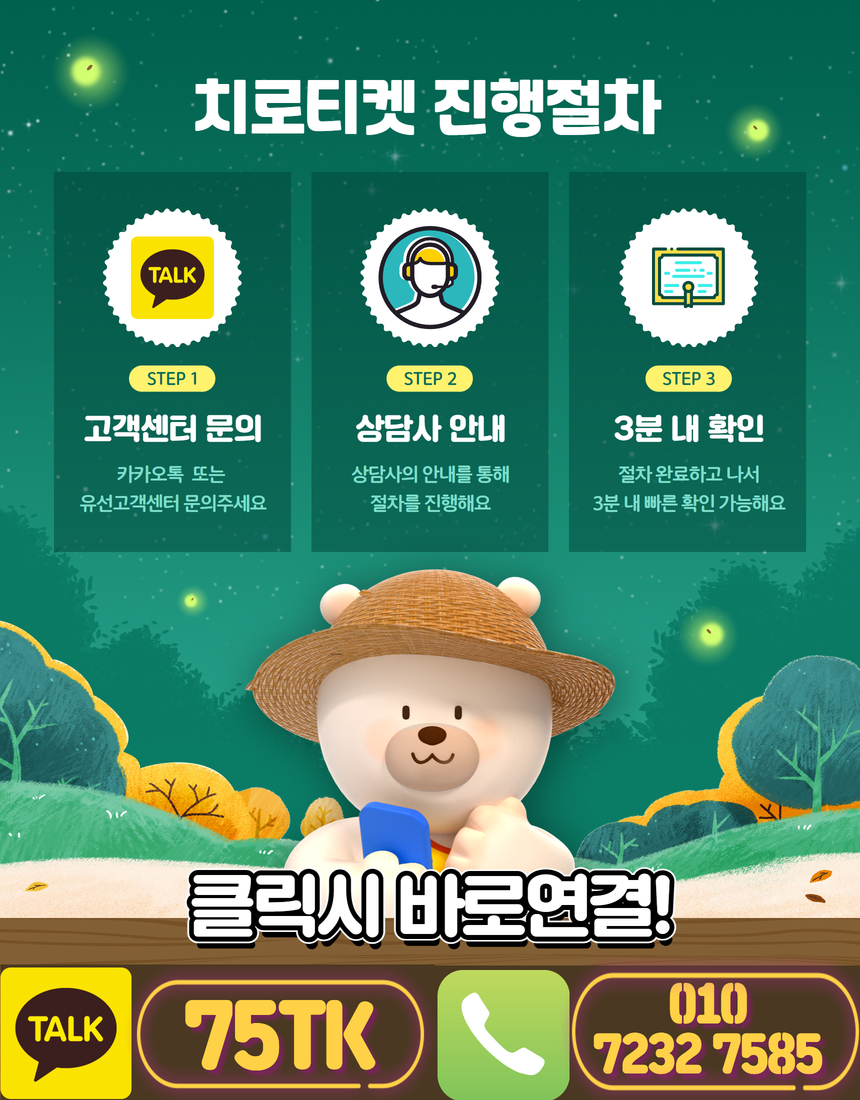 치로티켓 진행절차
TALK
STEP 1
고객센터 문의
카카오톡 또는
유선고객센터 문의주세요
STEP 2
상담사 안내
상담사의 안내를 통해
절차를 진행해요
STEP 3
3분 내 확인
절차 완료하고 나서
3분 내 빠른 확인 가능해요
클릭시 바로연결!
TALK
75TK
010
7232 7585